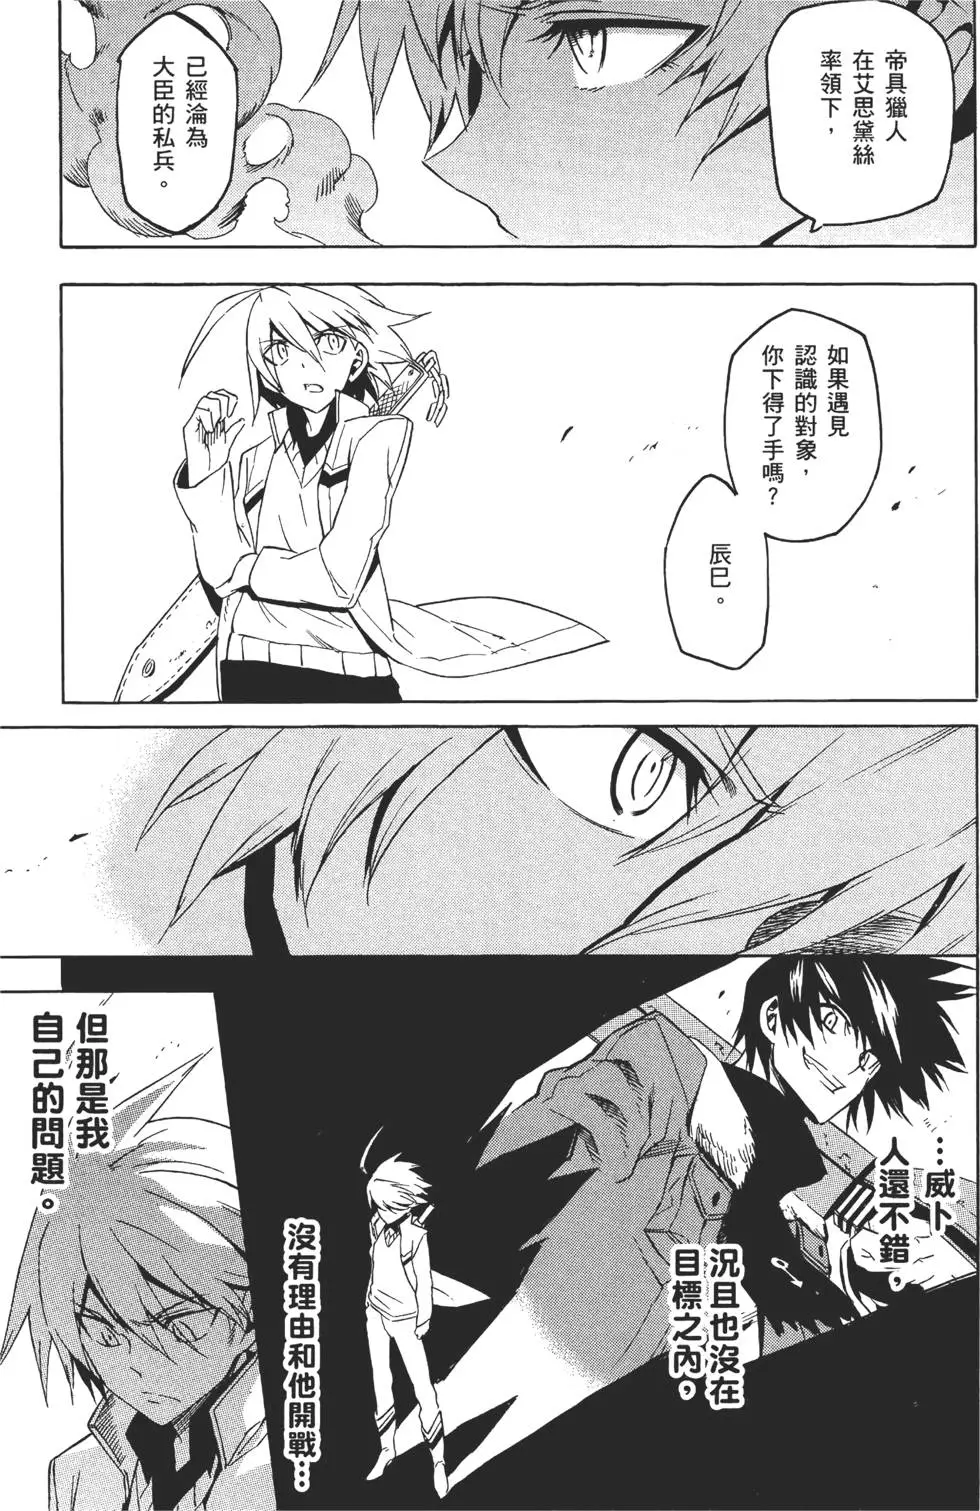 帝具獵人
在艾思黛絲
率領下，
已經淪為
大臣的私兵。
如果遇見
認識的對象，
你下得了手嗎？
辰巳。
…威卜
人還不錯，
況且也沒在
目標之內，
沒有理由和他開戰…
但那是我
自己的問題。